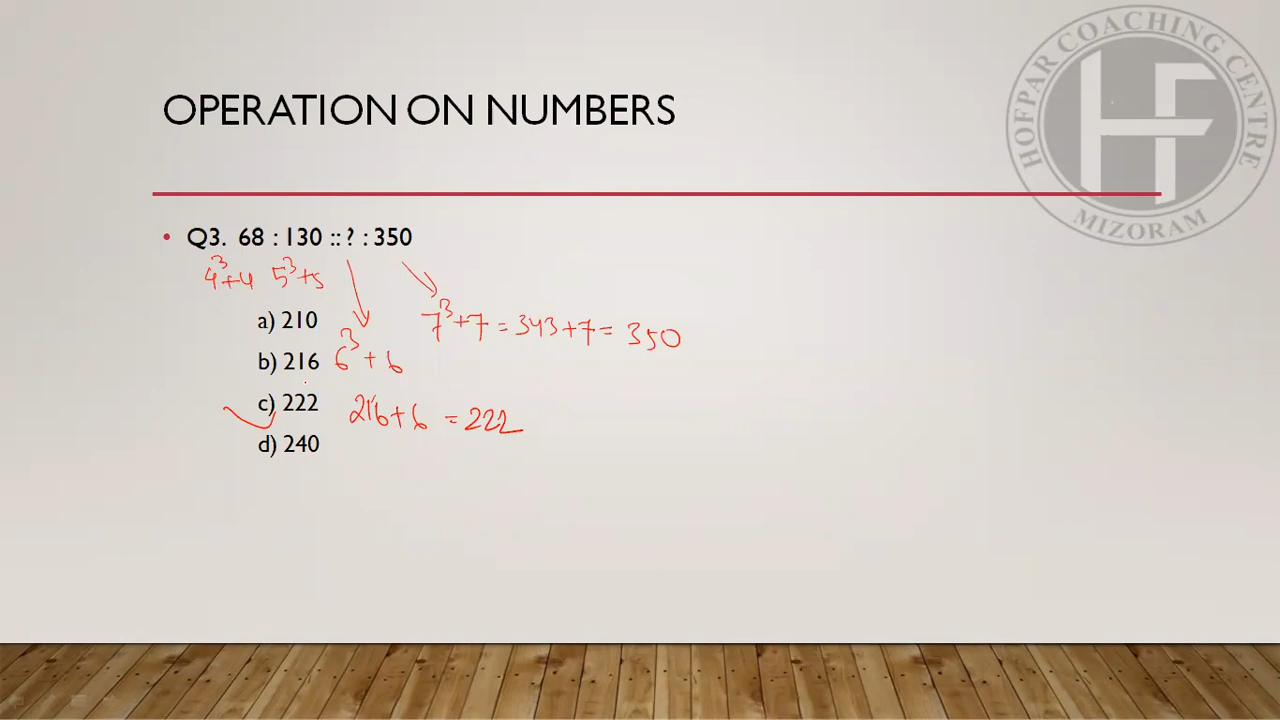 HOFPAR COACHING CENTRE
HF
MIZORAM
OPERATION ON NUMBERS
• Q3. 68 : 130 :: ? : 350
4³+4 5³+5
a) 210
7³+7 = 343+7 = 350
b) 216 6³ + 6
c) 222 216+6 = 222
d) 240